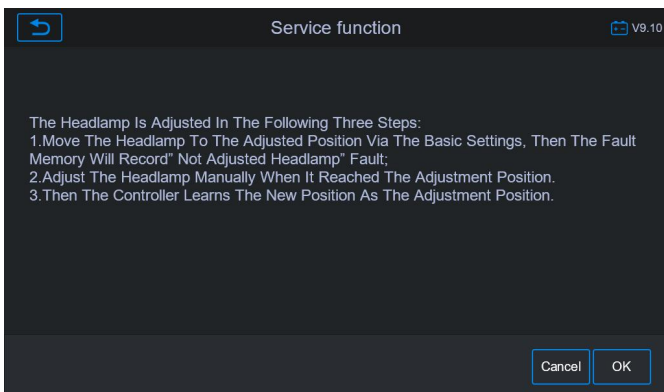 Service function
V9.10
The Headlamp Is Adjusted In The Following Three Steps:
1.Move The Headlamp To The Adjusted Position Via The Basic Settings, Then The Fault
Memory Will Record” Not Adjusted Headlamp” Fault;
2.Adjust The Headlamp Manually When It Reached The Adjustment Position.
3.Then The Controller Learns The New Position As The Adjustment Position.
Cancel
OK